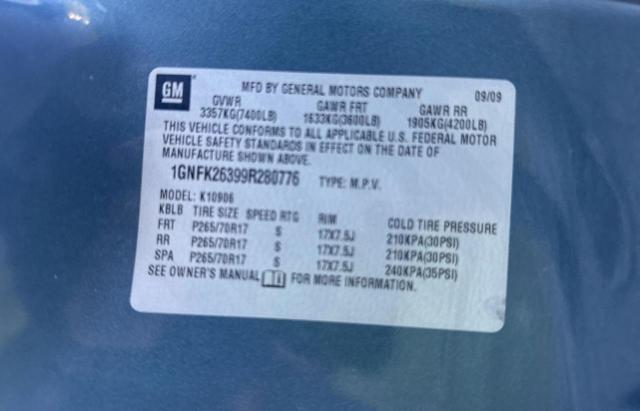 GM MFD BY GENERAL MOTORS COMPANY 09/09
GVWR GAWR FRT GAWR RR
3357KG(7400LB) 1633KG(3600LB) 1905KG(4200LB)
THIS VEHICLE CONFORMS TO ALL APPLICABLE U.S. FEDERAL MOTOR
VEHICLE SAFETY STANDARDS IN EFFECT ON THE DATE OF
MANUFACTURE SHOWN ABOVE.
1GNFK26399R280776 TYPE: M.P.V.
MODEL: K10906
KBLB TIRE SIZE SPEED RTG RIM COLD TIRE PRESSURE
FRT P265/70R17 S 17X7.5J 210KPA(30PSI)
RR P265/70R17 S 17X7.5J 210KPA(30PSI)
SPA P265/70R17 S 17X7.5J 240KPA(35PSI)
SEE OWNER'S MANUAL FOR MORE INFORMATION.